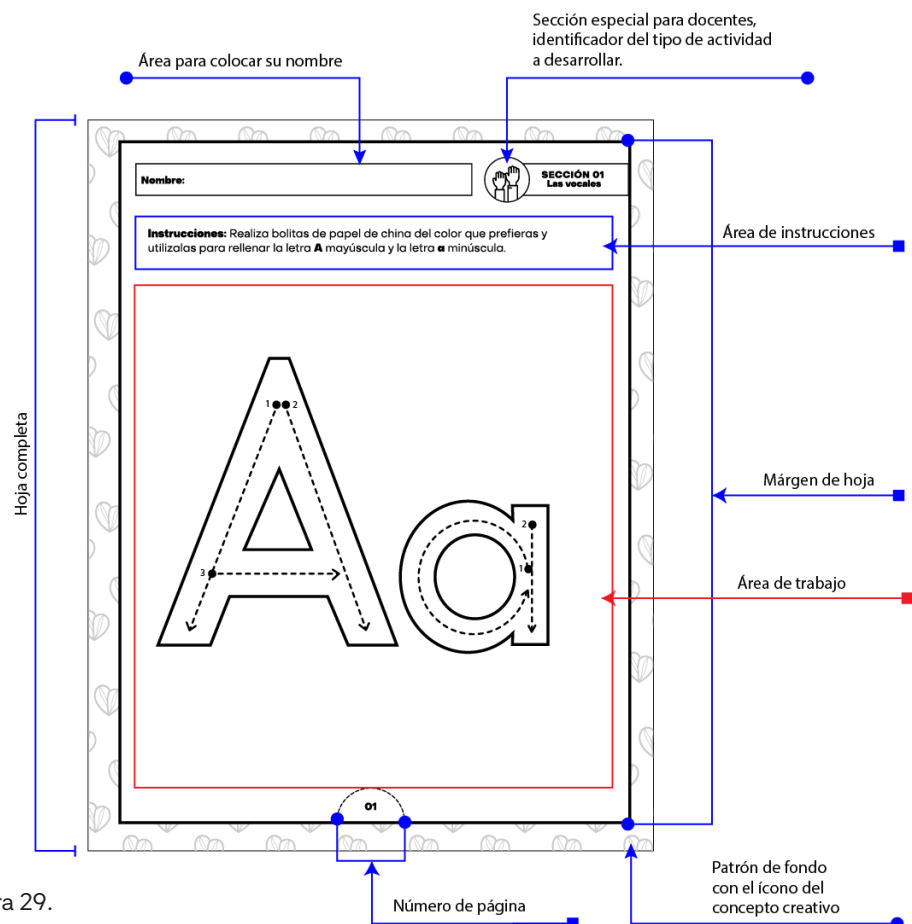 Sección especial para docentes,
identificador del tipo de actividad
a desarrollar.
Área para colocar su nombre
Nombre:
SECCIÓN 01
Las vocales
Instrucciones: Realiza bolitas de papel de china del color que prefieras y
utilizalas para rellenar la letra A mayúscula y la letra a minúscula.
Área de instrucciones
Hoja completa
1 2
3
Aa
2
1
Márgen de hoja
Área de trabajo
01
Número de página
Patrón de fondo
con el ícono del
concepto creativo
29.